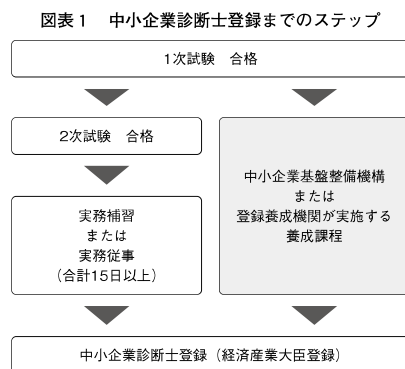 図表1 中小企業診断士登録までのステップ
1次試験 合格
2次試験 合格
実務補習
または
実務従事
（合計15日以上）
中小企業基盤整備機構
または
登録養成機関が実施する
養成課程
中小企業診断士登録（経済産業大臣登録）